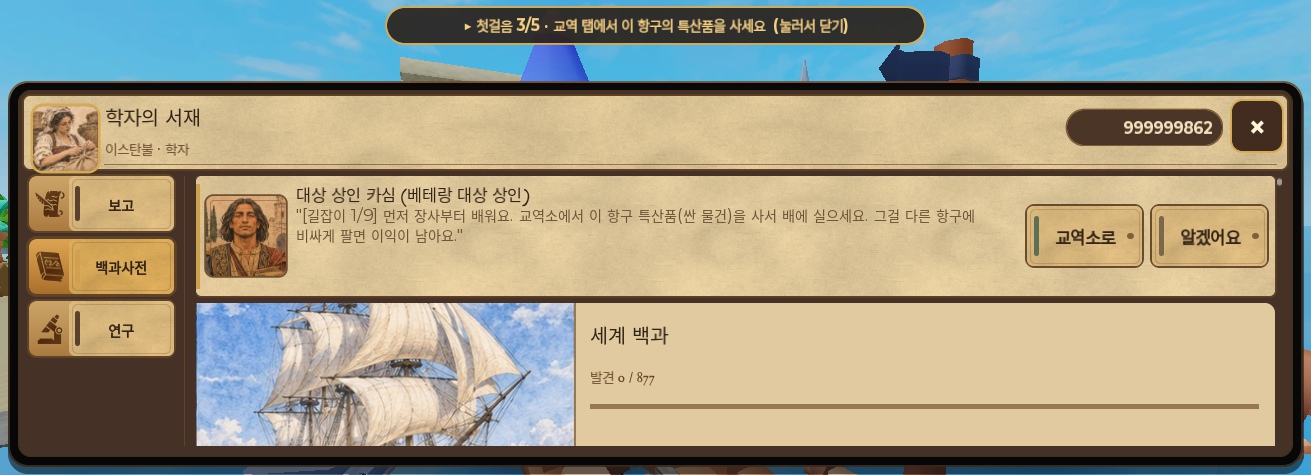 ▸ 첫걸음 3/5 · 교역 탭에서 이 항구의 특산품을 사세요 (눌러서 닫기)
학자의 서재
이스탄불 · 학자
999999862
×
보고
백과사전
연구
대상 상인 카심 (베테랑 대상 상인)
"[길잡이 1/9] 먼저 장사부터 배워요. 교역소에서 이 항구 특산품(싼 물건)을 사서 배에 실으세요. 그걸 다른 항구에
비싸게 팔면 이익이 남아요."
교역소로
알겠어요
세계 백과
발견 0 / 877